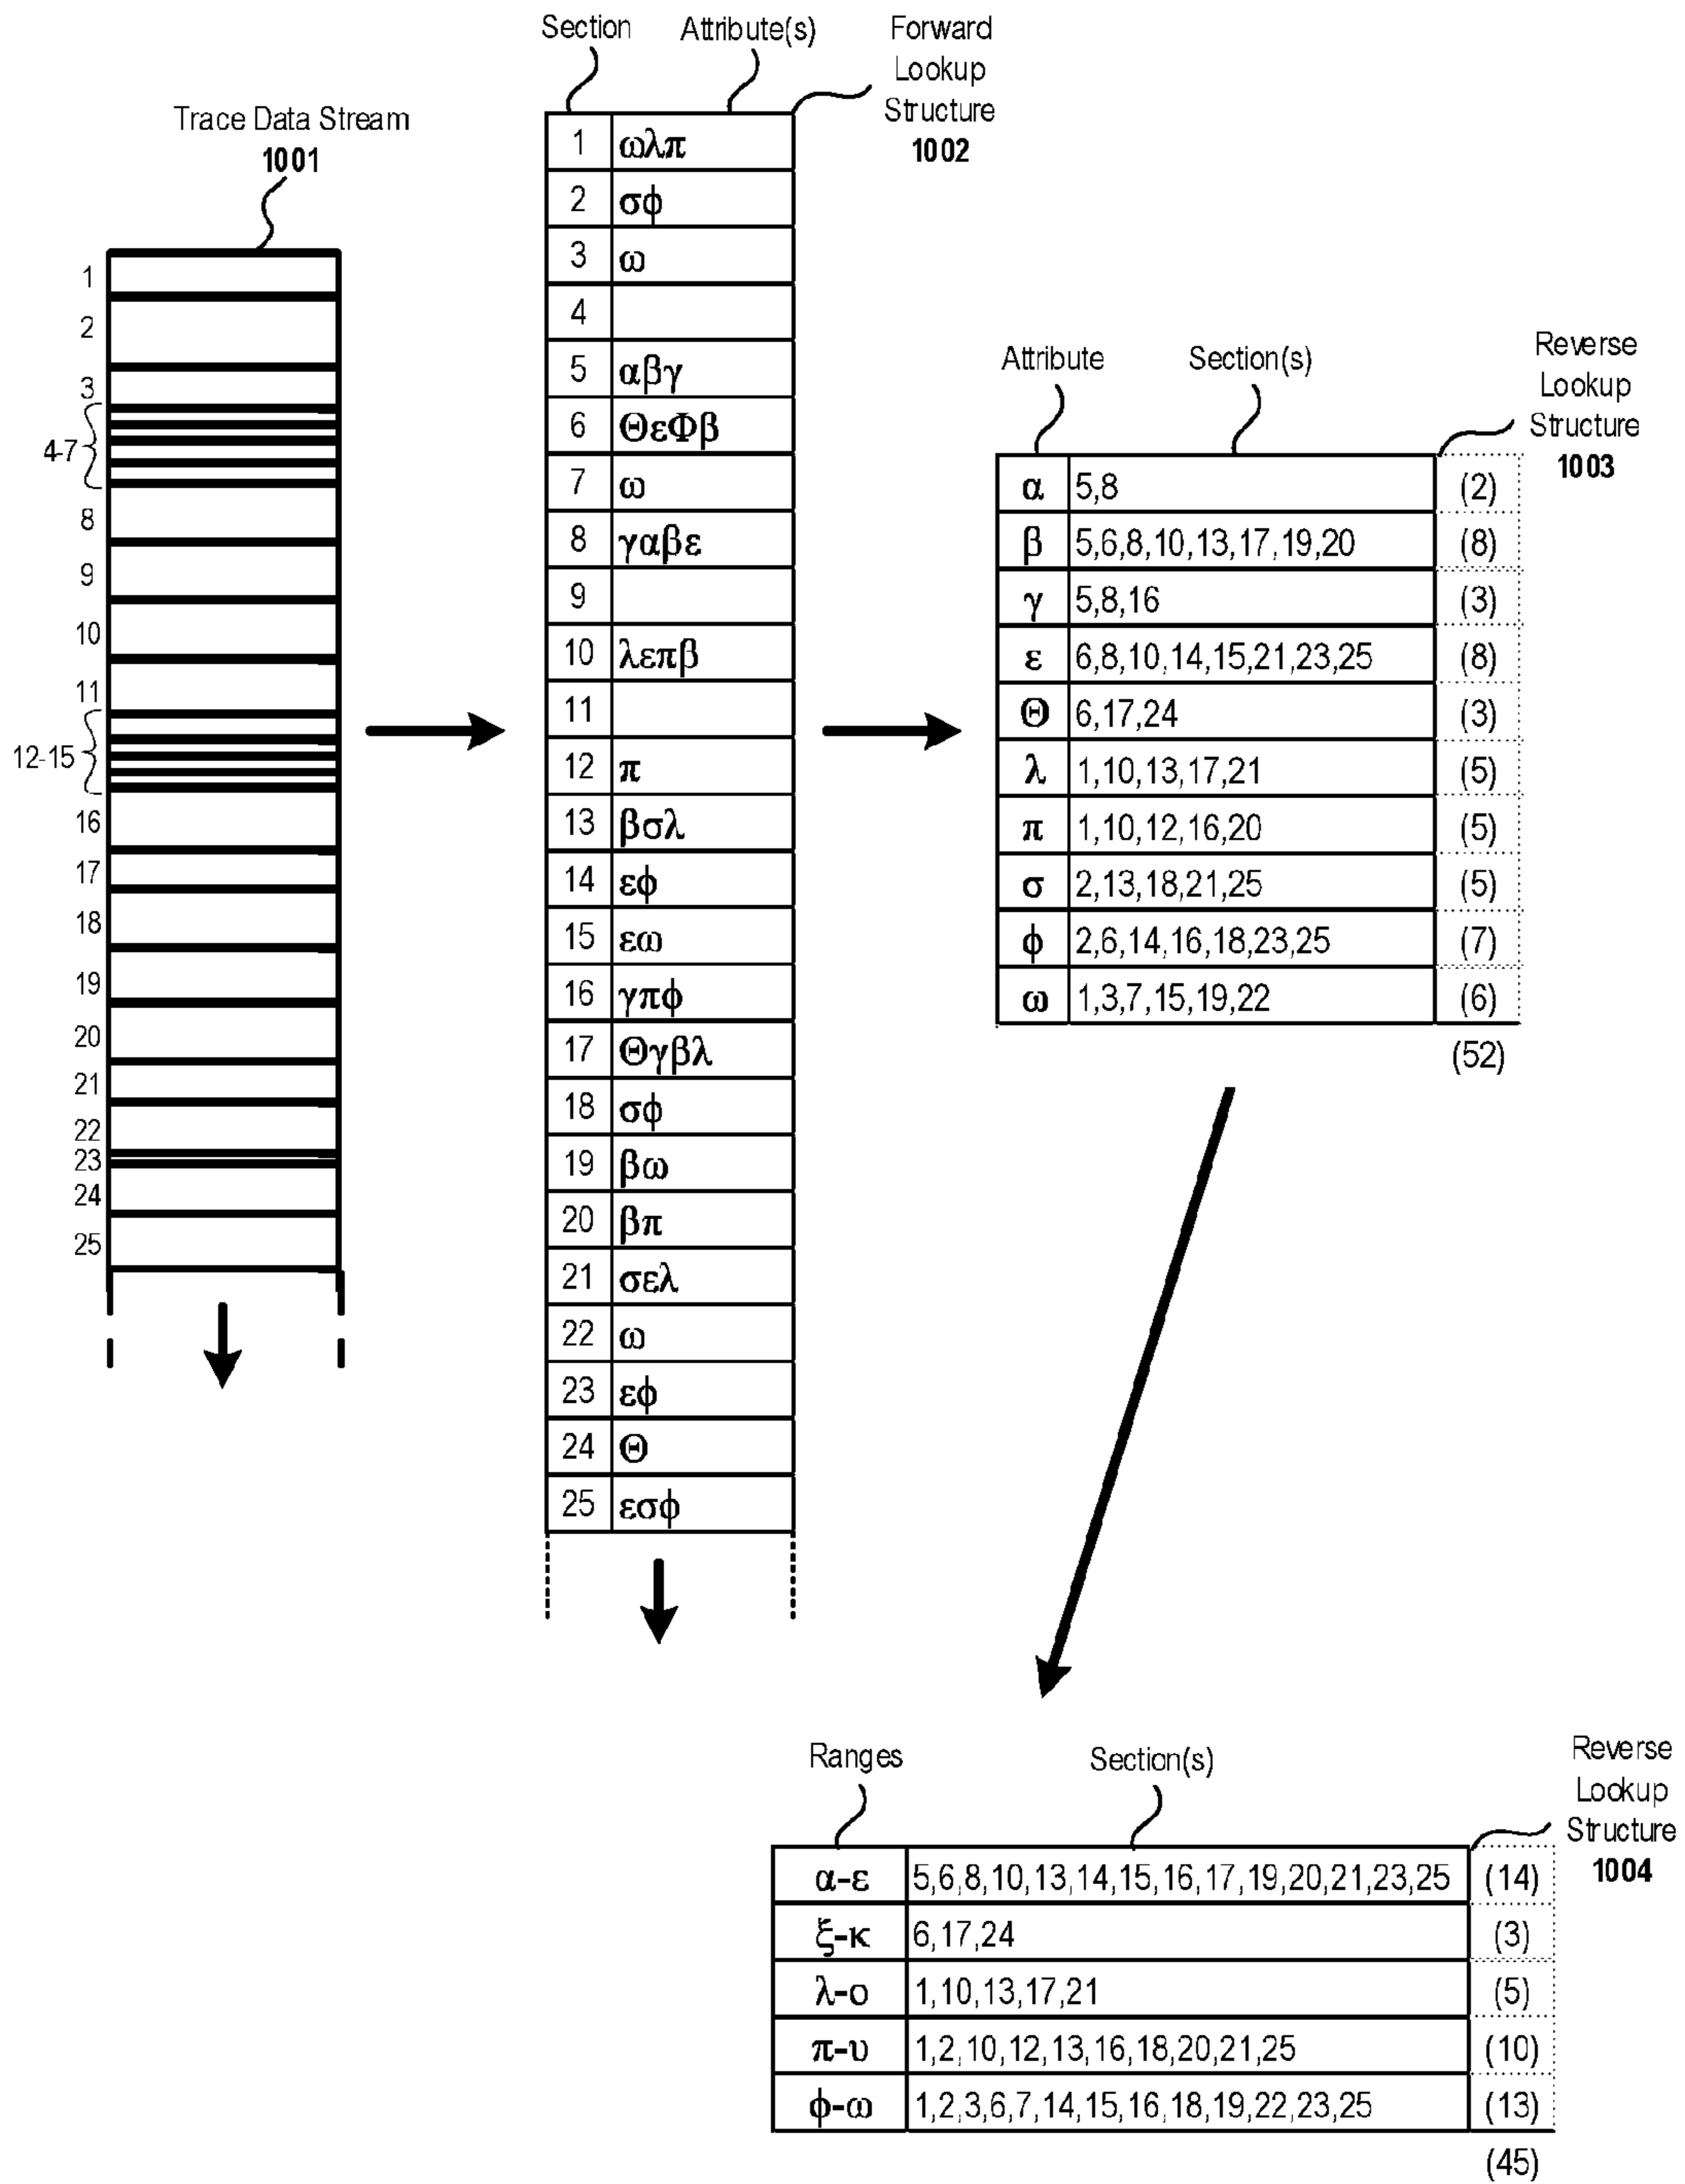 Trace Data Stream
1001
1
2
3
4-7
8
9
10
11
12-15
16
17
18
19
20
21
22
23
24
25
Section Attribute(s)
Forward
Lookup
Structure
1002
1 ωλπ
2 σϕ
3 ω
4
5 αβγ
6 ΘεΦβ
7 ω
8 γαβε
9
10 λεπβ
11
12 π
13 βσλ
14 εϕ
15 εω
16 γπϕ
17 Θγβλ
18 σϕ
19 βω
20 βπ
21 σελ
22 ω
23 εϕ
24 Θ
25 εσϕ
Attribute Section(s)
Reverse
Lookup
Structure
1003
α 5,8 (2)
β 5,6,8,10,13,17,19,20 (8)
γ 5,8,16 (3)
ε 6,8,10,14,15,21,23,25 (8)
Θ 6,17,24 (3)
λ 1,10,13,17,21 (5)
π 1,10,12,16,20 (5)
σ 2,13,18,21,25 (5)
ϕ 2,6,14,16,18,23,25 (7)
ω 1,3,7,15,19,22 (6)
(52)
Ranges Section(s)
Reverse
Lookup
Structure
1004
α-ε 5,6,8,10,13,14,15,16,17,19,20,21,23,25 (14)
ξ-κ 6,17,24 (3)
λ-ο 1,10,13,17,21 (5)
π-υ 1,2,10,12,13,16,18,20,21,25 (10)
ϕ-ω 1,2,3,6,7,14,15,16,18,19,22,23,25 (13)
(45)